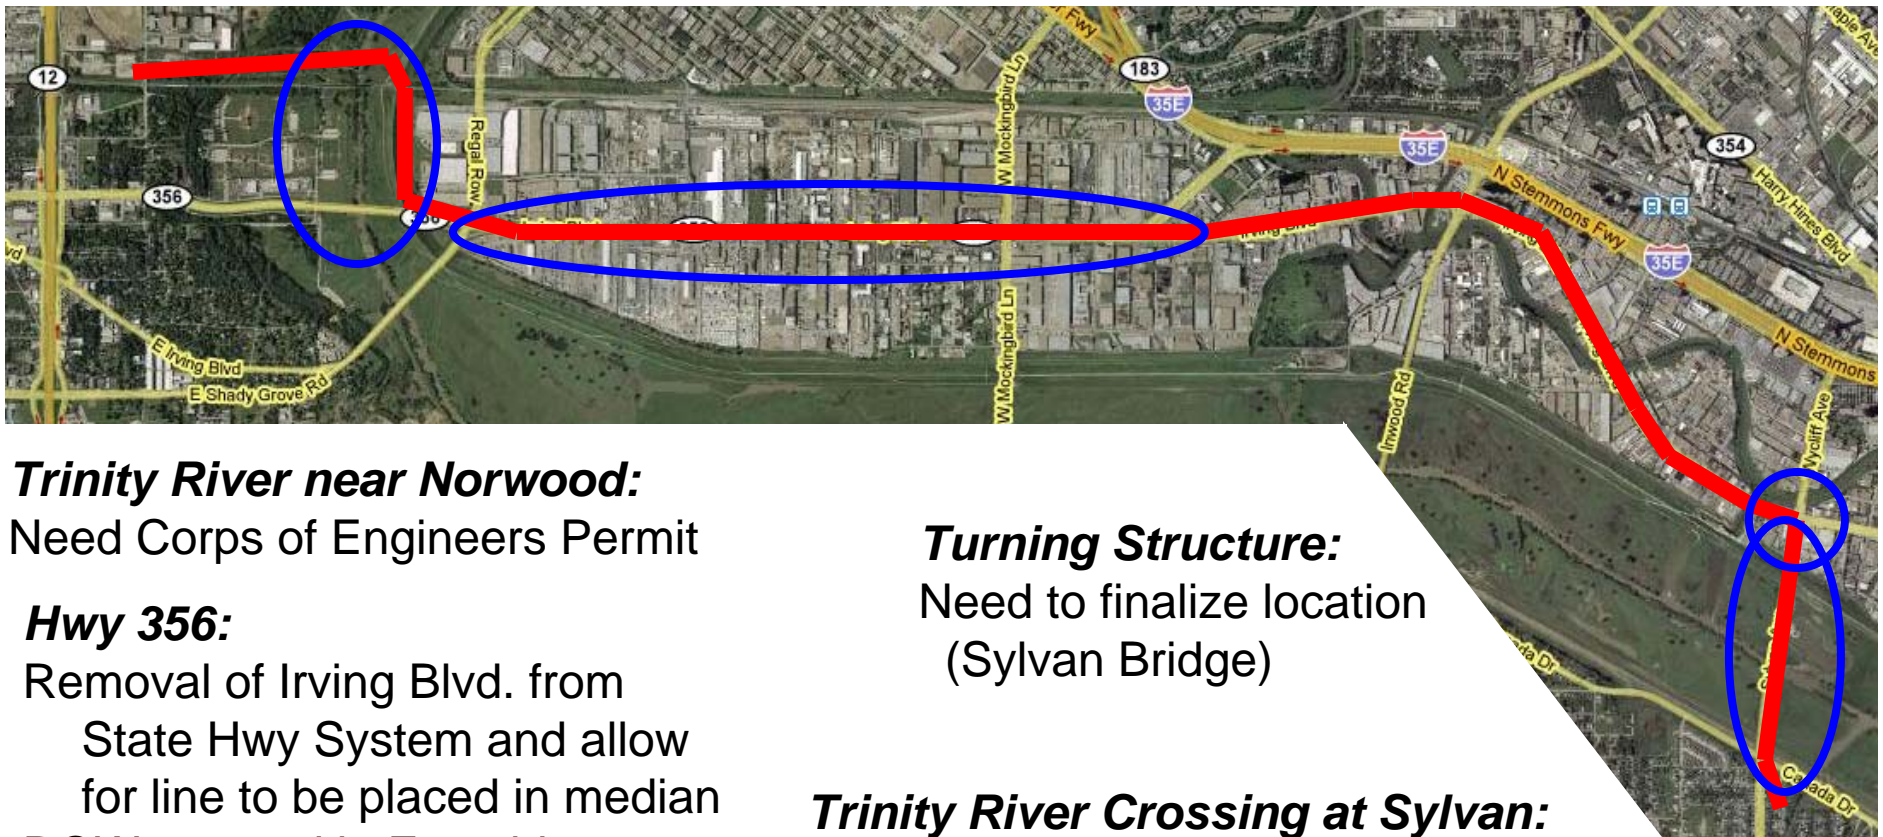 12
183
35E
35E
354
356
Regal Row
W Mockingbird Ln
W Mockingbird Ln
N Stemmons Fwy
35E
Harry Hines Blvd
N Stemmons
E Irving Blvd
E Shady Grove Rd
Inwood Rd
Wycliff Ave
Canada Dr
Trinity River near Norwood:
Need Corps of Engineers Permit
Hwy 356:
Removal of Irving Blvd. from
State Hwy System and allow
for line to be placed in median
Turning Structure:
Need to finalize location
(Sylvan Bridge)
Trinity River Crossing at Sylvan: